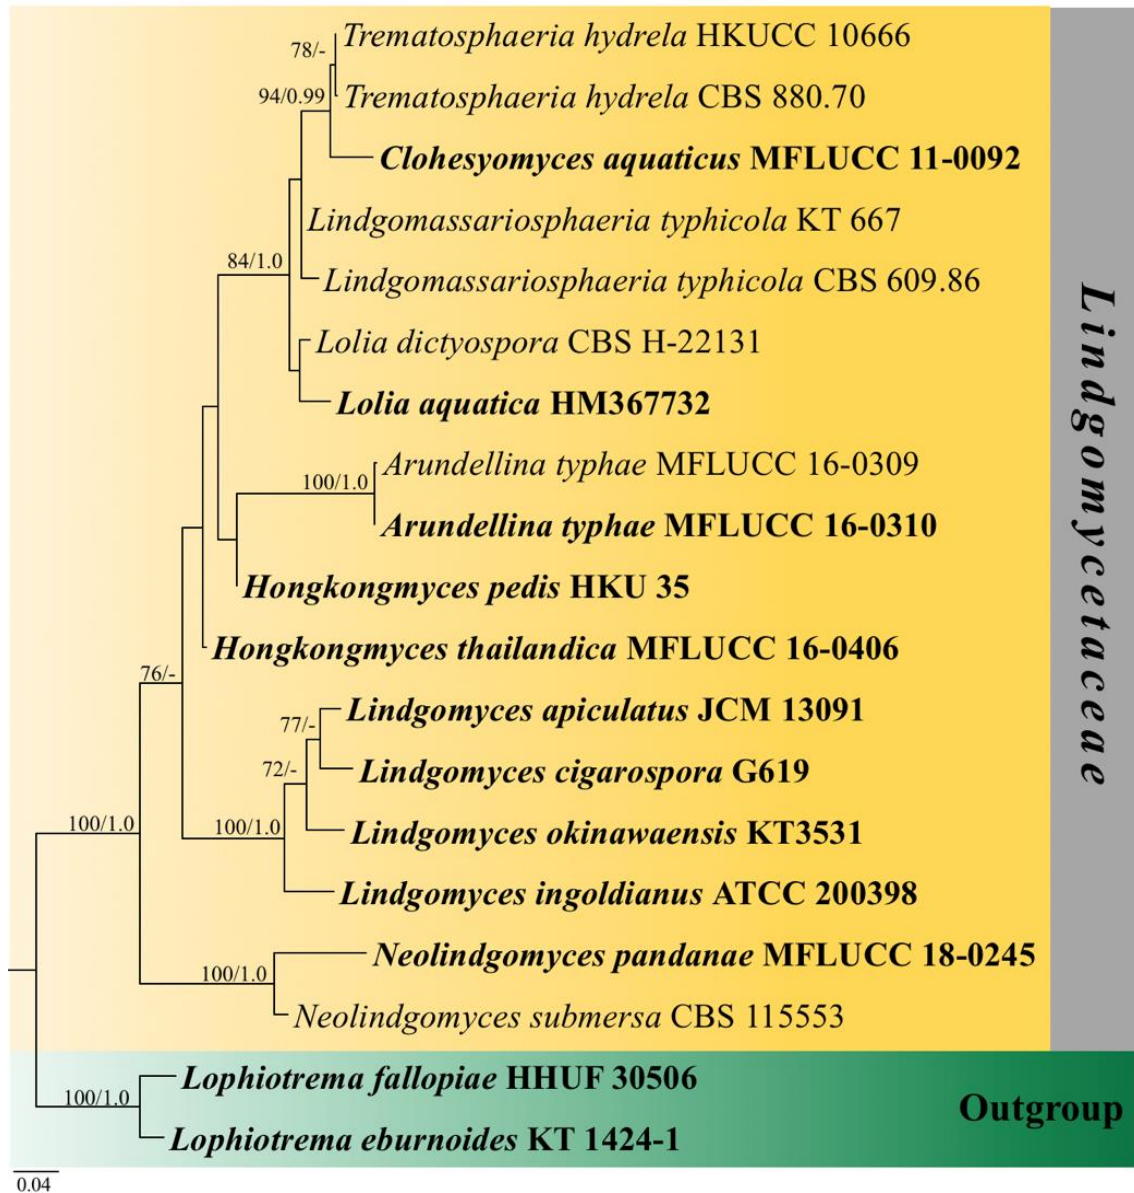 Trematosphaeria hydrela HKUCC 10666
78/-
94/0.99
Trematosphaeria hydrela CBS 880.70
Clohesyomyces aquaticus MFLUCC 11-0092
Lindgomassariosphaeria typhicola KT 667
84/1.0
Lindgomassariosphaeria typhicola CBS 609.86
Lolia dictyospora CBS H-22131
Lolia aquatica HM367732
Arundellina typhae MFLUCC 16-0309
100/1.0
Arundellina typhae MFLUCC 16-0310
Hongkongmyces pedis HKU 35
Hongkongmyces thailandica MFLUCC 16-0406
76/-
Lindgomyces apiculatus JCM 13091
77/-
72/-
Lindgomyces cigarospora G619
100/1.0
100/1.0
Lindgomyces okinawaensis KT3531
Lindgomyces ingoldianus ATCC 200398
Neolindgomyces pandanae MFLUCC 18-0245
100/1.0
Neolindgomyces submersa CBS 115553
Lindgomycetaceae
Lophiotrema fallopiae HHUF 30506
100/1.0
Outgroup
Lophiotrema eburnoides KT 1424-1
0.04